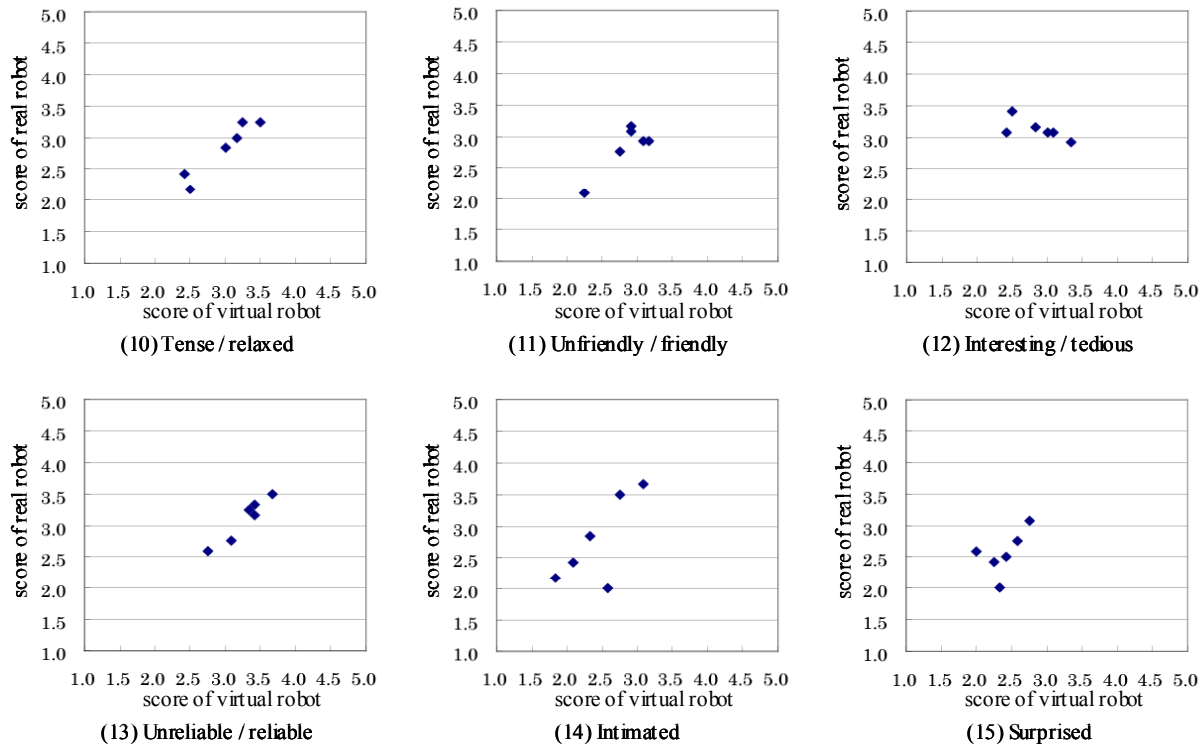 5.0
4.5
4.0
3.5
3.0
2.5
2.0
1.5
1.0
score of real robot
1.0 1.5 2.0 2.5 3.0 3.5 4.0 4.5 5.0
score of virtual robot
(10) Tense / relaxed
5.0
4.5
4.0
3.5
3.0
2.5
2.0
1.5
1.0
score of real robot
1.0 1.5 2.0 2.5 3.0 3.5 4.0 4.5 5.0
score of virtual robot
(11) Unfriendly / friendly
5.0
4.5
4.0
3.5
3.0
2.5
2.0
1.5
1.0
score of real robot
1.0 1.5 2.0 2.5 3.0 3.5 4.0 4.5 5.0
score of virtual robot
(12) Interesting / tedious
5.0
4.5
4.0
3.5
3.0
2.5
2.0
1.5
1.0
score of real robot
1.0 1.5 2.0 2.5 3.0 3.5 4.0 4.5 5.0
score of virtual robot
(13) Unreliable / reliable
5.0
4.5
4.0
3.5
3.0
2.5
2.0
1.5
1.0
score of real robot
1.0 1.5 2.0 2.5 3.0 3.5 4.0 4.5 5.0
score of virtual robot
(14) Intimated
5.0
4.5
4.0
3.5
3.0
2.5
2.0
1.5
1.0
score of real robot
1.0 1.5 2.0 2.5 3.0 3.5 4.0 4.5 5.0
score of virtual robot
(15) Surprised